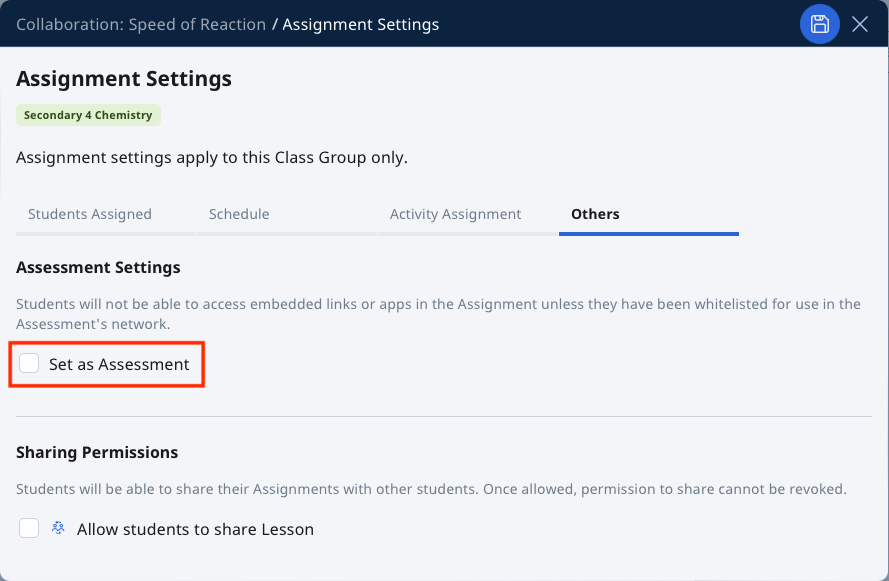 Collaboration: Speed of Reaction / Assignment Settings
Assignment Settings
Secondary 4 Chemistry
Assignment settings apply to this Class Group only.
Students Assigned Schedule Activity Assignment Others
Assessment Settings
Students will not be able to access embedded links or apps in the Assignment unless they have been whitelisted for use in the
Assessment's network.
Set as Assessment
Sharing Permissions
Students will be able to share their Assignments with other students. Once allowed, permission to share cannot be revoked.
Allow students to share Lesson